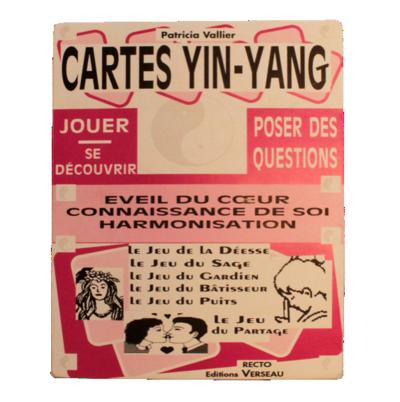 Patricia Vallier
CARTES YIN-YANG
JOUER
SE
DÉCOUVRIR
POSER DES
QUESTIONS
EVEIL DU CŒUR
CONNAISSANCE DE SOI
HARMONISATION
LE JEU DE LA DÉESSE
LE JEU DU SAGE
LE JEU DU GARDIEN
LE JEU DU BÂTISSEUR
LE JEU DU PUITS
LE JEU
DU PARTAGE
RECTO
Editions VERSEAU